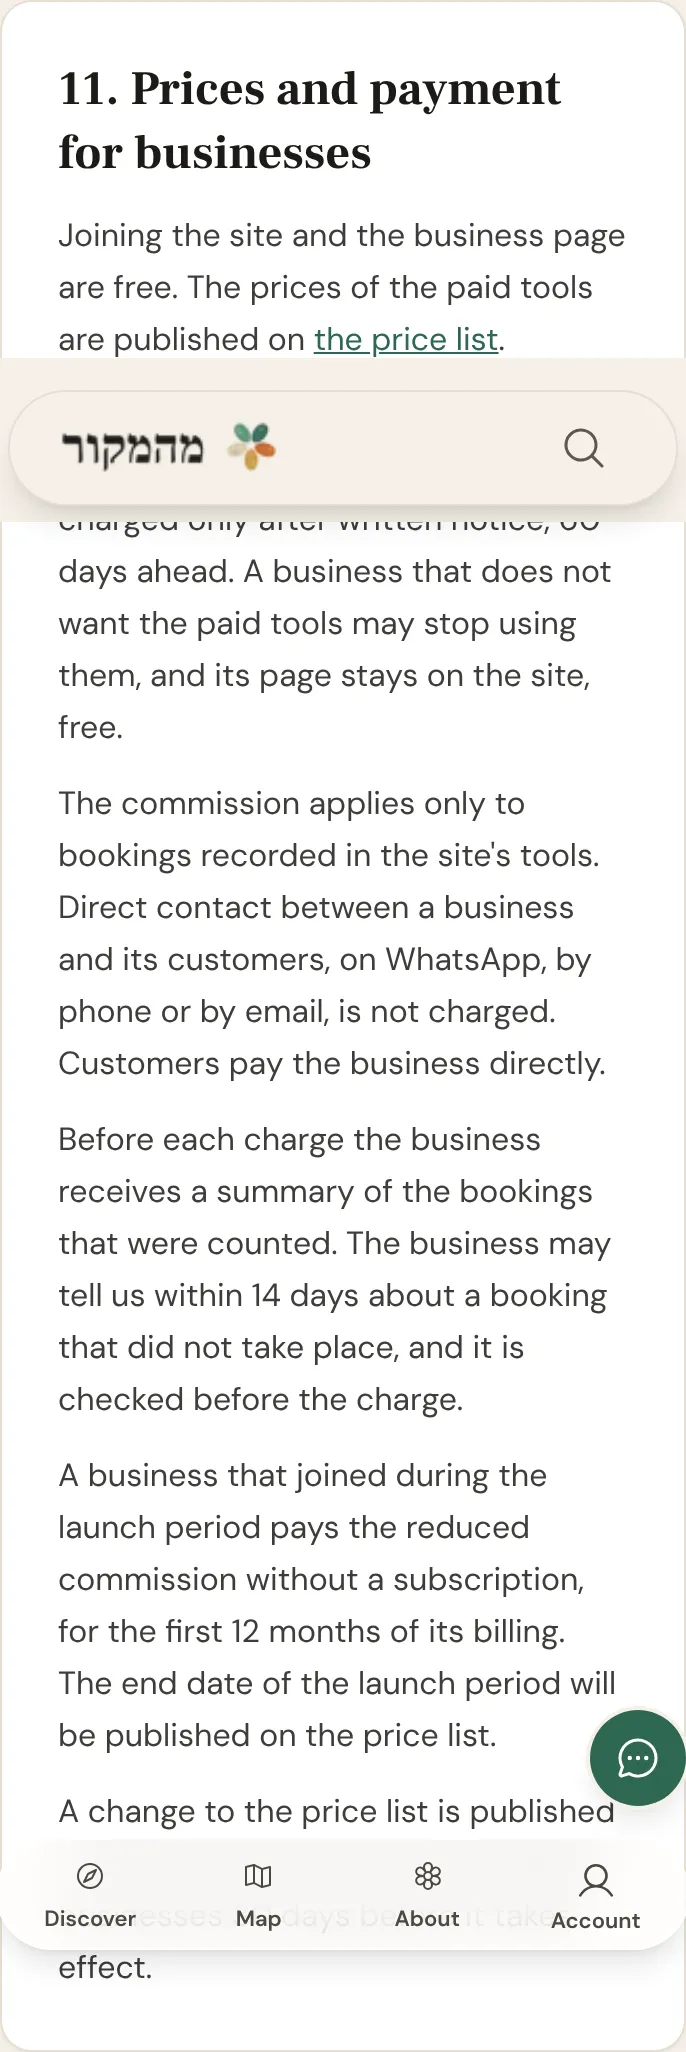 11. Prices and payment
for businesses
Joining the site and the business page
are free. The prices of the paid tools
are published on the price list.
מהמקור
charged only after written notice, 60
days ahead. A business that does not
want the paid tools may stop using
them, and its page stays on the site,
free.
The commission applies only to
bookings recorded in the site's tools.
Direct contact between a business
and its customers, on WhatsApp, by
phone or by email, is not charged.
Customers pay the business directly.
Before each charge the business
receives a summary of the bookings
that were counted. The business may
tell us within 14 days about a booking
that did not take place, and it is
checked before the charge.
A business that joined during the
launch period pays the reduced
commission without a subscription,
for the first 12 months of its billing.
The end date of the launch period will
be published on the price list.
A change to the price list is published
Discover Map About Account
effect.